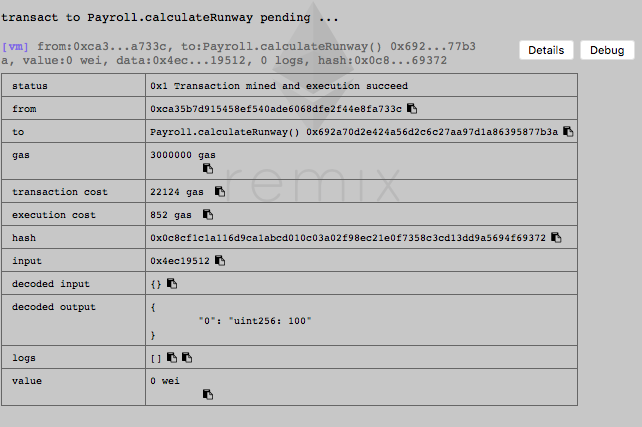 transact to Payroll.calculateRunway pending ...
[vm] from:0xca3...a733c, to:Payroll.calculateRunway() 0x692...77b3
a, value:0 wei, data:0x4ec...19512, 0 logs, hash:0x0c8...69372
Details
Debug
status 0x1 Transaction mined and execution succeed
from 0xca35b7d915458ef540ade6068dfe2f44e8fa733c
to Payroll.calculateRunway() 0x692a70d2e424a56d2c6c27aa97d1a86395877b3a
gas 3000000 gas
transaction cost 22124 gas
execution cost 852 gas
hash 0x0c8cf1c1a116d9ca1abcd010c03a02f98ec21e0f7358c3cd13dd9a5694f69372
input 0x4ec19512
decoded input {}
decoded output {
"0": "uint256: 100"
}
logs []
value 0 wei
remix